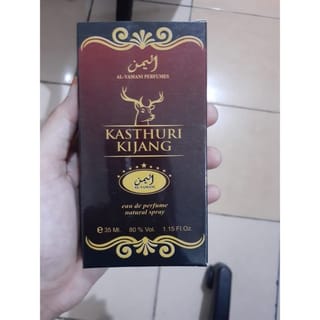 اليمن
AL-YAMANI PERFUMES
KASTHURI
KIJANG
اليمن
AL-YAMANI
eau de perfume
natural spray
e 35 Ml. 80 % Vol. 1.15 Fl.Oz.